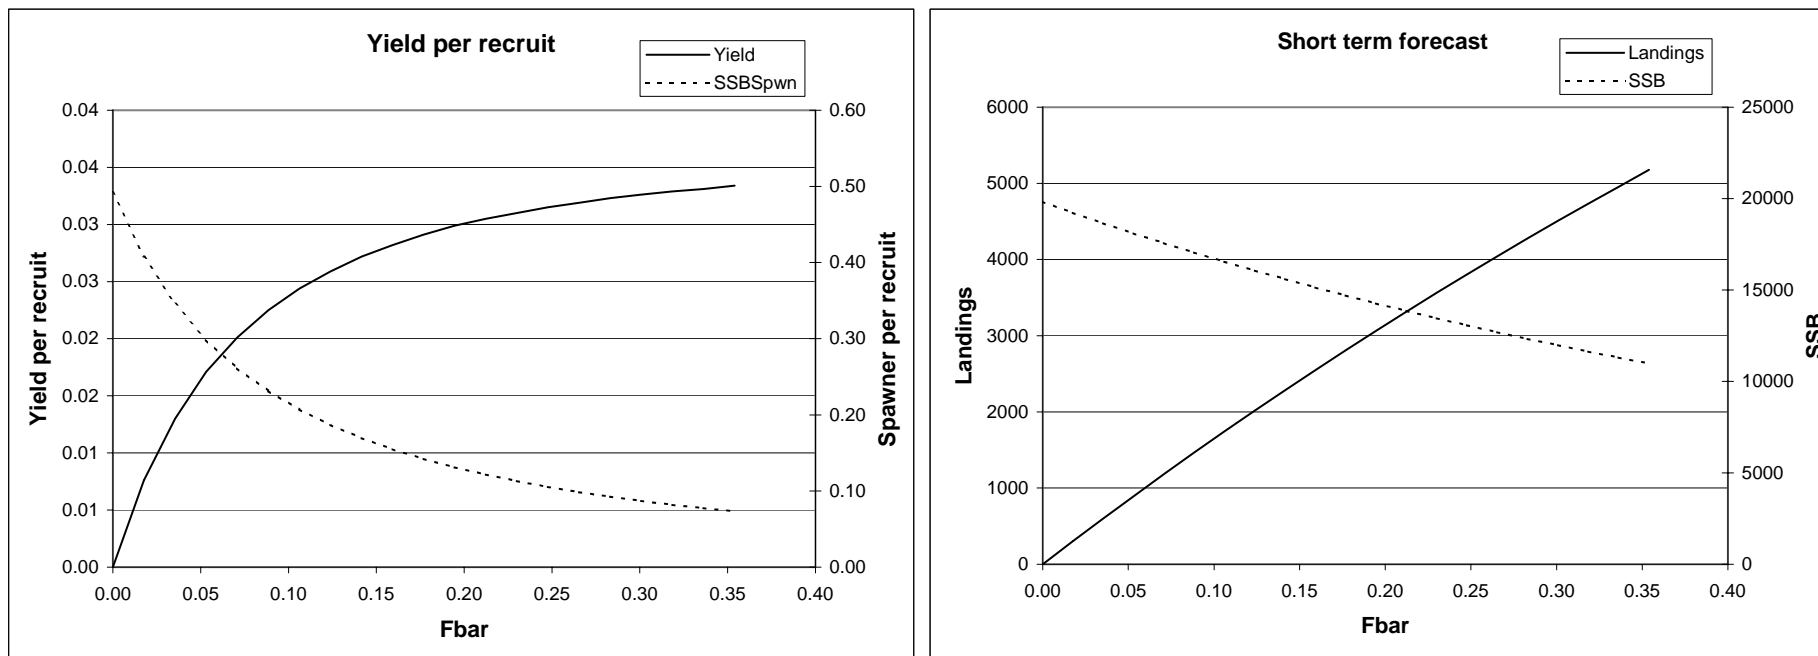 Yield per recruit
Yield
SSBSpwn
0.04
0.04
0.03
0.03
0.02
0.02
0.01
0.01
0.00
Yield per recruit
0.60
0.50
0.40
0.30
0.20
0.10
0.00
Spawner per recruit
0.00 0.05 0.10 0.15 0.20 0.25 0.30 0.35 0.40
Fbar
Short term forecast
Landings
SSB
6000
5000
4000
3000
2000
1000
0
Landings
25000
20000
15000
10000
5000
0
SSB
0.00 0.05 0.10 0.15 0.20 0.25 0.30 0.35 0.40
Fbar